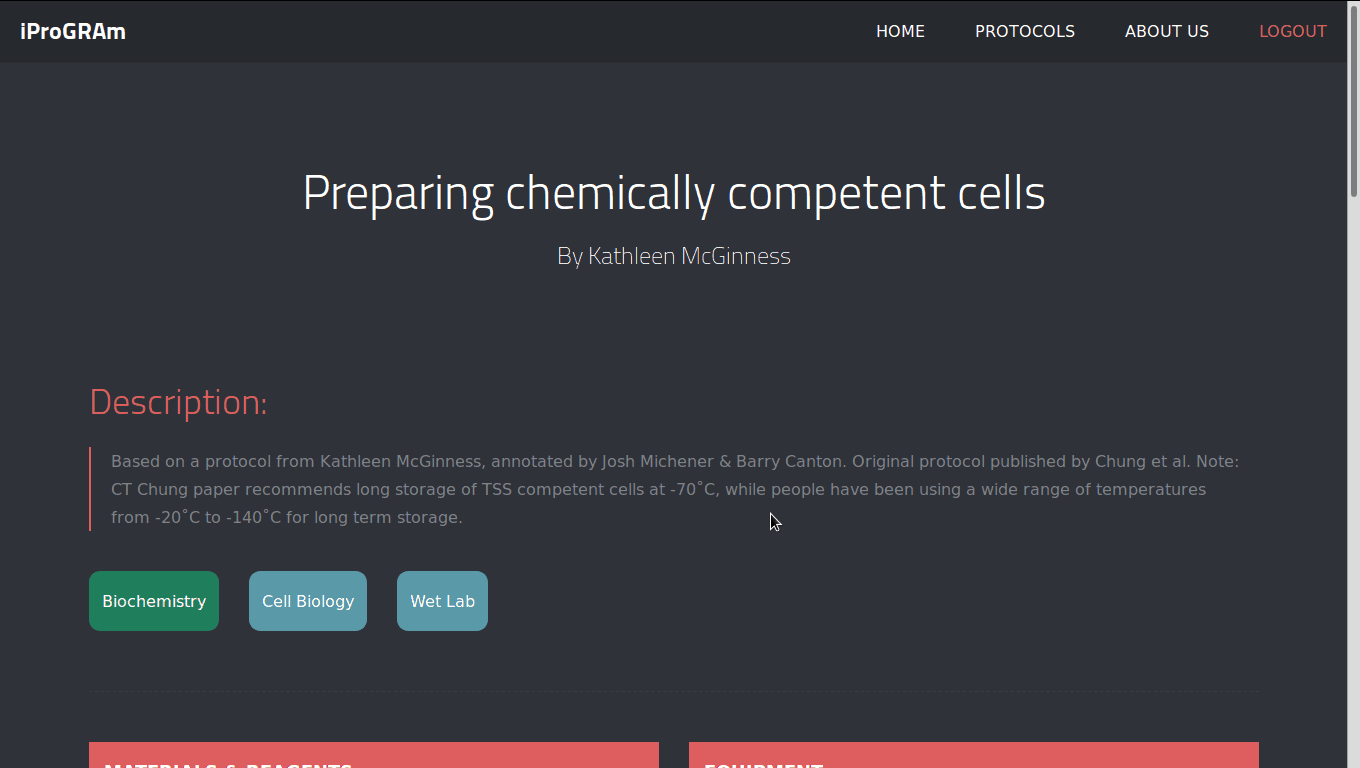 iProGRAm
HOME PROTOCOLS ABOUT US LOGOUT
Preparing chemically competent cells
By Kathleen McGinness
Description:
Based on a protocol from Kathleen McGinness, annotated by Josh Michener & Barry Canton. Original protocol published by Chung et al. Note:
CT Chung paper recommends long storage of TSS competent cells at -70˚C, while people have been using a wide range of temperatures
from -20˚C to -140˚C for long term storage.
Biochemistry Cell Biology Wet Lab
MATERIALS & REAGENTS EQUIPMENT